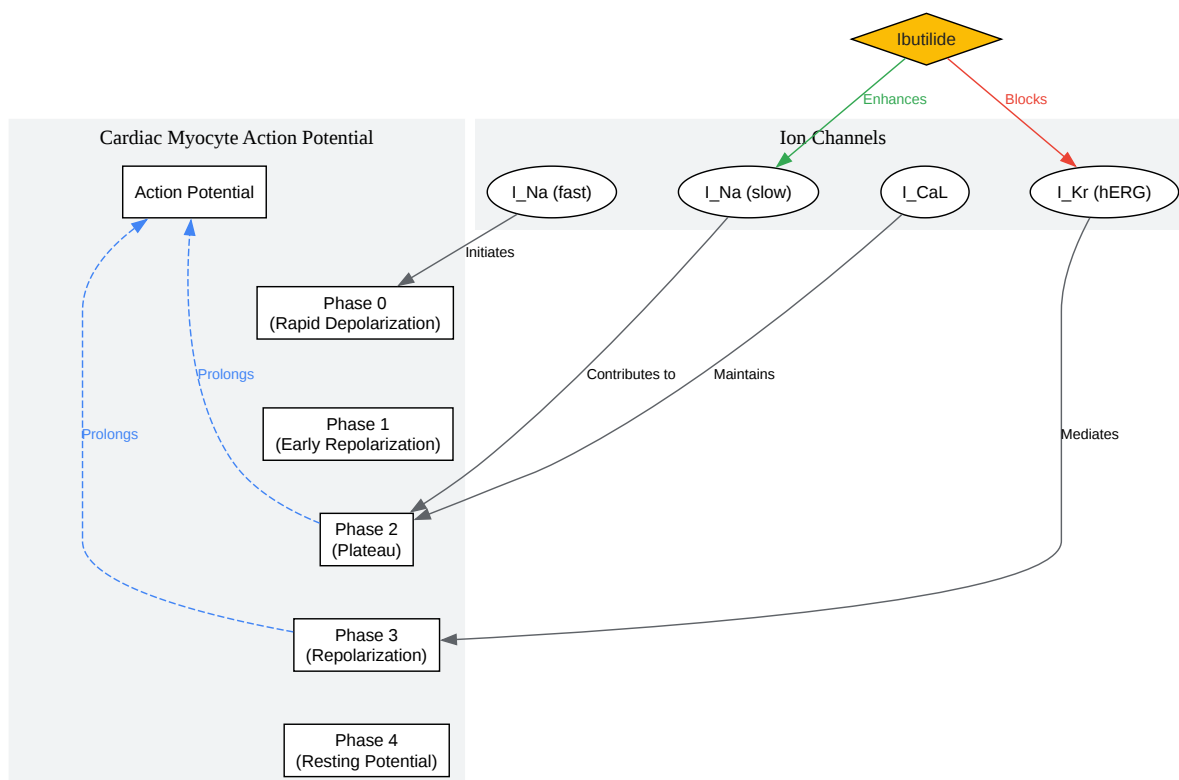 Ibutilide
Enhances
Blocks
Cardiac Myocyte Action Potential
Ion Channels
Action Potential
I_Na (fast)
I_Na (slow)
I_CaL
I_Kr (hERG)
Initiates
Phase 0
(Rapid Depolarization)
Prolongs
Contributes to
Maintains
Phase 1
(Early Repolarization)
Prolongs
Mediates
Phase 2
(Plateau)
Phase 3
(Repolarization)
Phase 4
(Resting Potential)